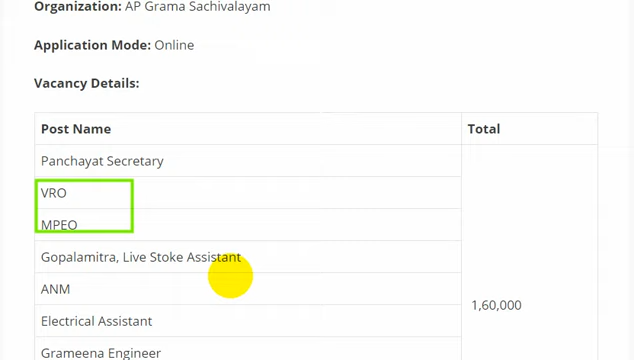 Organization: AP Grama Sachivalayam
Application Mode: Online
Vacancy Details:
Post Name Total
Panchayat Secretary
VRO
MPEO
Gopalamitra, Live Stoke Assistant
ANM
1,60,000
Electrical Assistant
Grameena Engineer